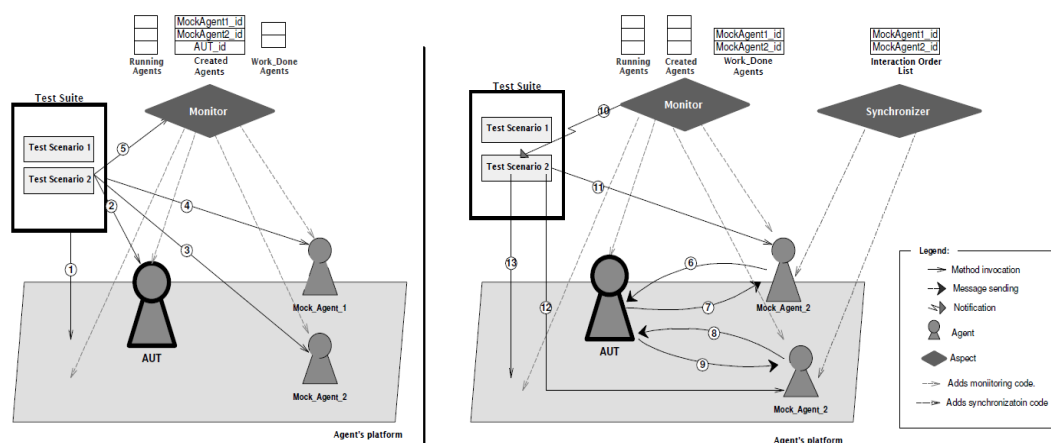 MockAgent1_id
MockAgent2_id
AUT_id
Running Agents
Created Agents
Work_Done Agents
Test Suite
Monitor
Test Scenario 1
Test Scenario 2
5
2
4
3
1
Mock_Agent_1
AUT
Mock_Agent_2
Agent's platform
MockAgent1_id
MockAgent2_id
MockAgent1_id
MockAgent2_id
Running Agents
Created Agents
Work_Done Agents
Interaction Order List
Test Suite
Monitor
Synchronizer
10
Test Scenario 1
Test Scenario 2
11
13
6
12
7
Mock_Agent_2
8
AUT
9
Mock_Agent_2
Agent's platform
Legend:
Method invocation
Message sending
Notification
Agent
Aspect
Adds moniitoring code.
Adds synchronizatoin code